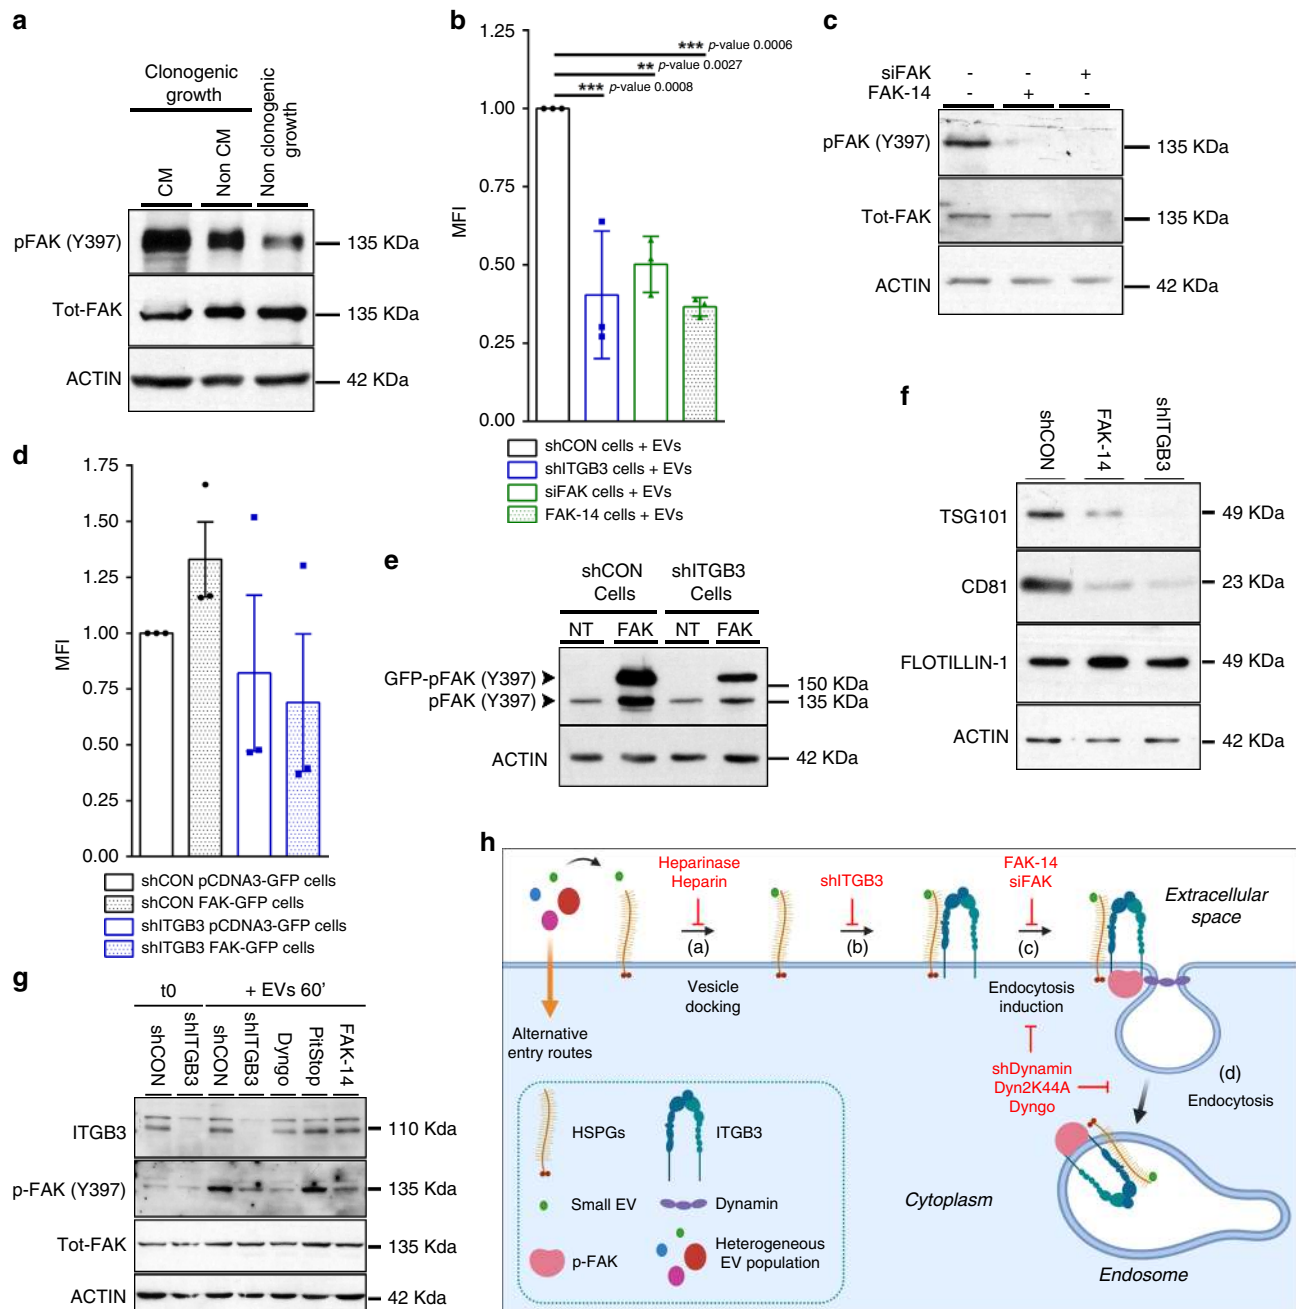 a
Clonogenic
growth
CM
Non CM
Non clonogenic
growth
pFAK (Y397)
135 KDa
Tot-FAK
135 KDa
ACTIN
42 KDa
b
MFI
1.25
1.00
0.75
0.50
0.25
0.00
*** p-value 0.0006
** p-value 0.0027
*** p-value 0.0008
shCON cells + EVs
shITGB3 cells + EVs
siFAK cells + EVs
FAK-14 cells + EVs
c
siFAK - - +
FAK-14 - + -
pFAK (Y397)
135 KDa
Tot-FAK
135 KDa
ACTIN
42 KDa
d
MFI
1.75
1.50
1.25
1.00
0.75
0.50
0.25
0.00
shCON pCDNA3-GFP cells
shCON FAK-GFP cells
shITGB3 pCDNA3-GFP cells
shITGB3 FAK-GFP cells
e
shCON
Cells
shITGB3
Cells
NT FAK NT FAK
GFP-pFAK (Y397)
150 KDa
pFAK (Y397)
135 KDa
ACTIN
42 KDa
f
shCON
FAK-14
shITGB3
TSG101
49 KDa
CD81
23 KDa
FLOTILLIN-1
49 KDa
ACTIN
42 KDa
g
t0
+ EVs 60'
shCON
shITGB3
shCON
shITGB3
Dyngo
PitStop
FAK-14
ITGB3
110 Kda
p-FAK (Y397)
135 Kda
Tot-FAK
135 Kda
ACTIN
42 KDa
h
Heparinase
Heparin
shITGB3
FAK-14
siFAK
Extracellular
space
(a)
(b)
(c)
Vesicle
docking
Endocytosis
induction
Alternative
entry routes
shDynamin
Dyn2K44A
Dyngo
(d)
Endocytosis
HSPGs
ITGB3
Small EV
Dynamin
p-FAK
Heterogeneous
EV population
Cytoplasm
Endosome